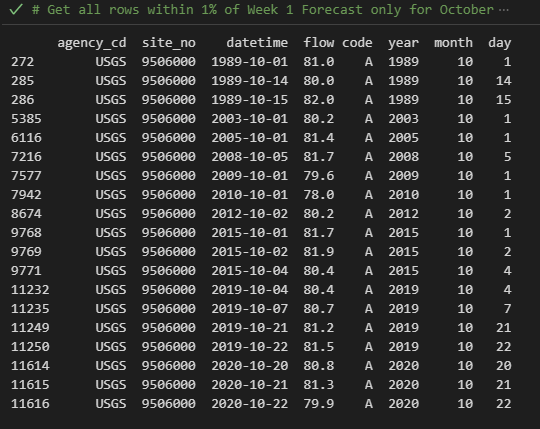 # Get all rows within 1% of Week 1 Forecast only for October ···
agency_cd site_no datetime flow code year month day
272 USGS 9506000 1989-10-01 81.0 A 1989 10 1
285 USGS 9506000 1989-10-14 80.0 A 1989 10 14
286 USGS 9506000 1989-10-15 82.0 A 1989 10 15
5385 USGS 9506000 2003-10-01 80.2 A 2003 10 1
6116 USGS 9506000 2005-10-01 81.4 A 2005 10 1
7216 USGS 9506000 2008-10-05 81.7 A 2008 10 5
7577 USGS 9506000 2009-10-01 79.6 A 2009 10 1
7942 USGS 9506000 2010-10-01 78.0 A 2010 10 1
8674 USGS 9506000 2012-10-02 80.2 A 2012 10 2
9768 USGS 9506000 2015-10-01 81.7 A 2015 10 1
9769 USGS 9506000 2015-10-02 81.9 A 2015 10 2
9771 USGS 9506000 2015-10-04 80.4 A 2015 10 4
11232 USGS 9506000 2019-10-04 80.4 A 2019 10 4
11235 USGS 9506000 2019-10-07 80.7 A 2019 10 7
11249 USGS 9506000 2019-10-21 81.2 A 2019 10 21
11250 USGS 9506000 2019-10-22 81.5 A 2019 10 22
11614 USGS 9506000 2020-10-20 80.8 A 2020 10 20
11615 USGS 9506000 2020-10-21 81.3 A 2020 10 21
11616 USGS 9506000 2020-10-22 79.9 A 2020 10 22